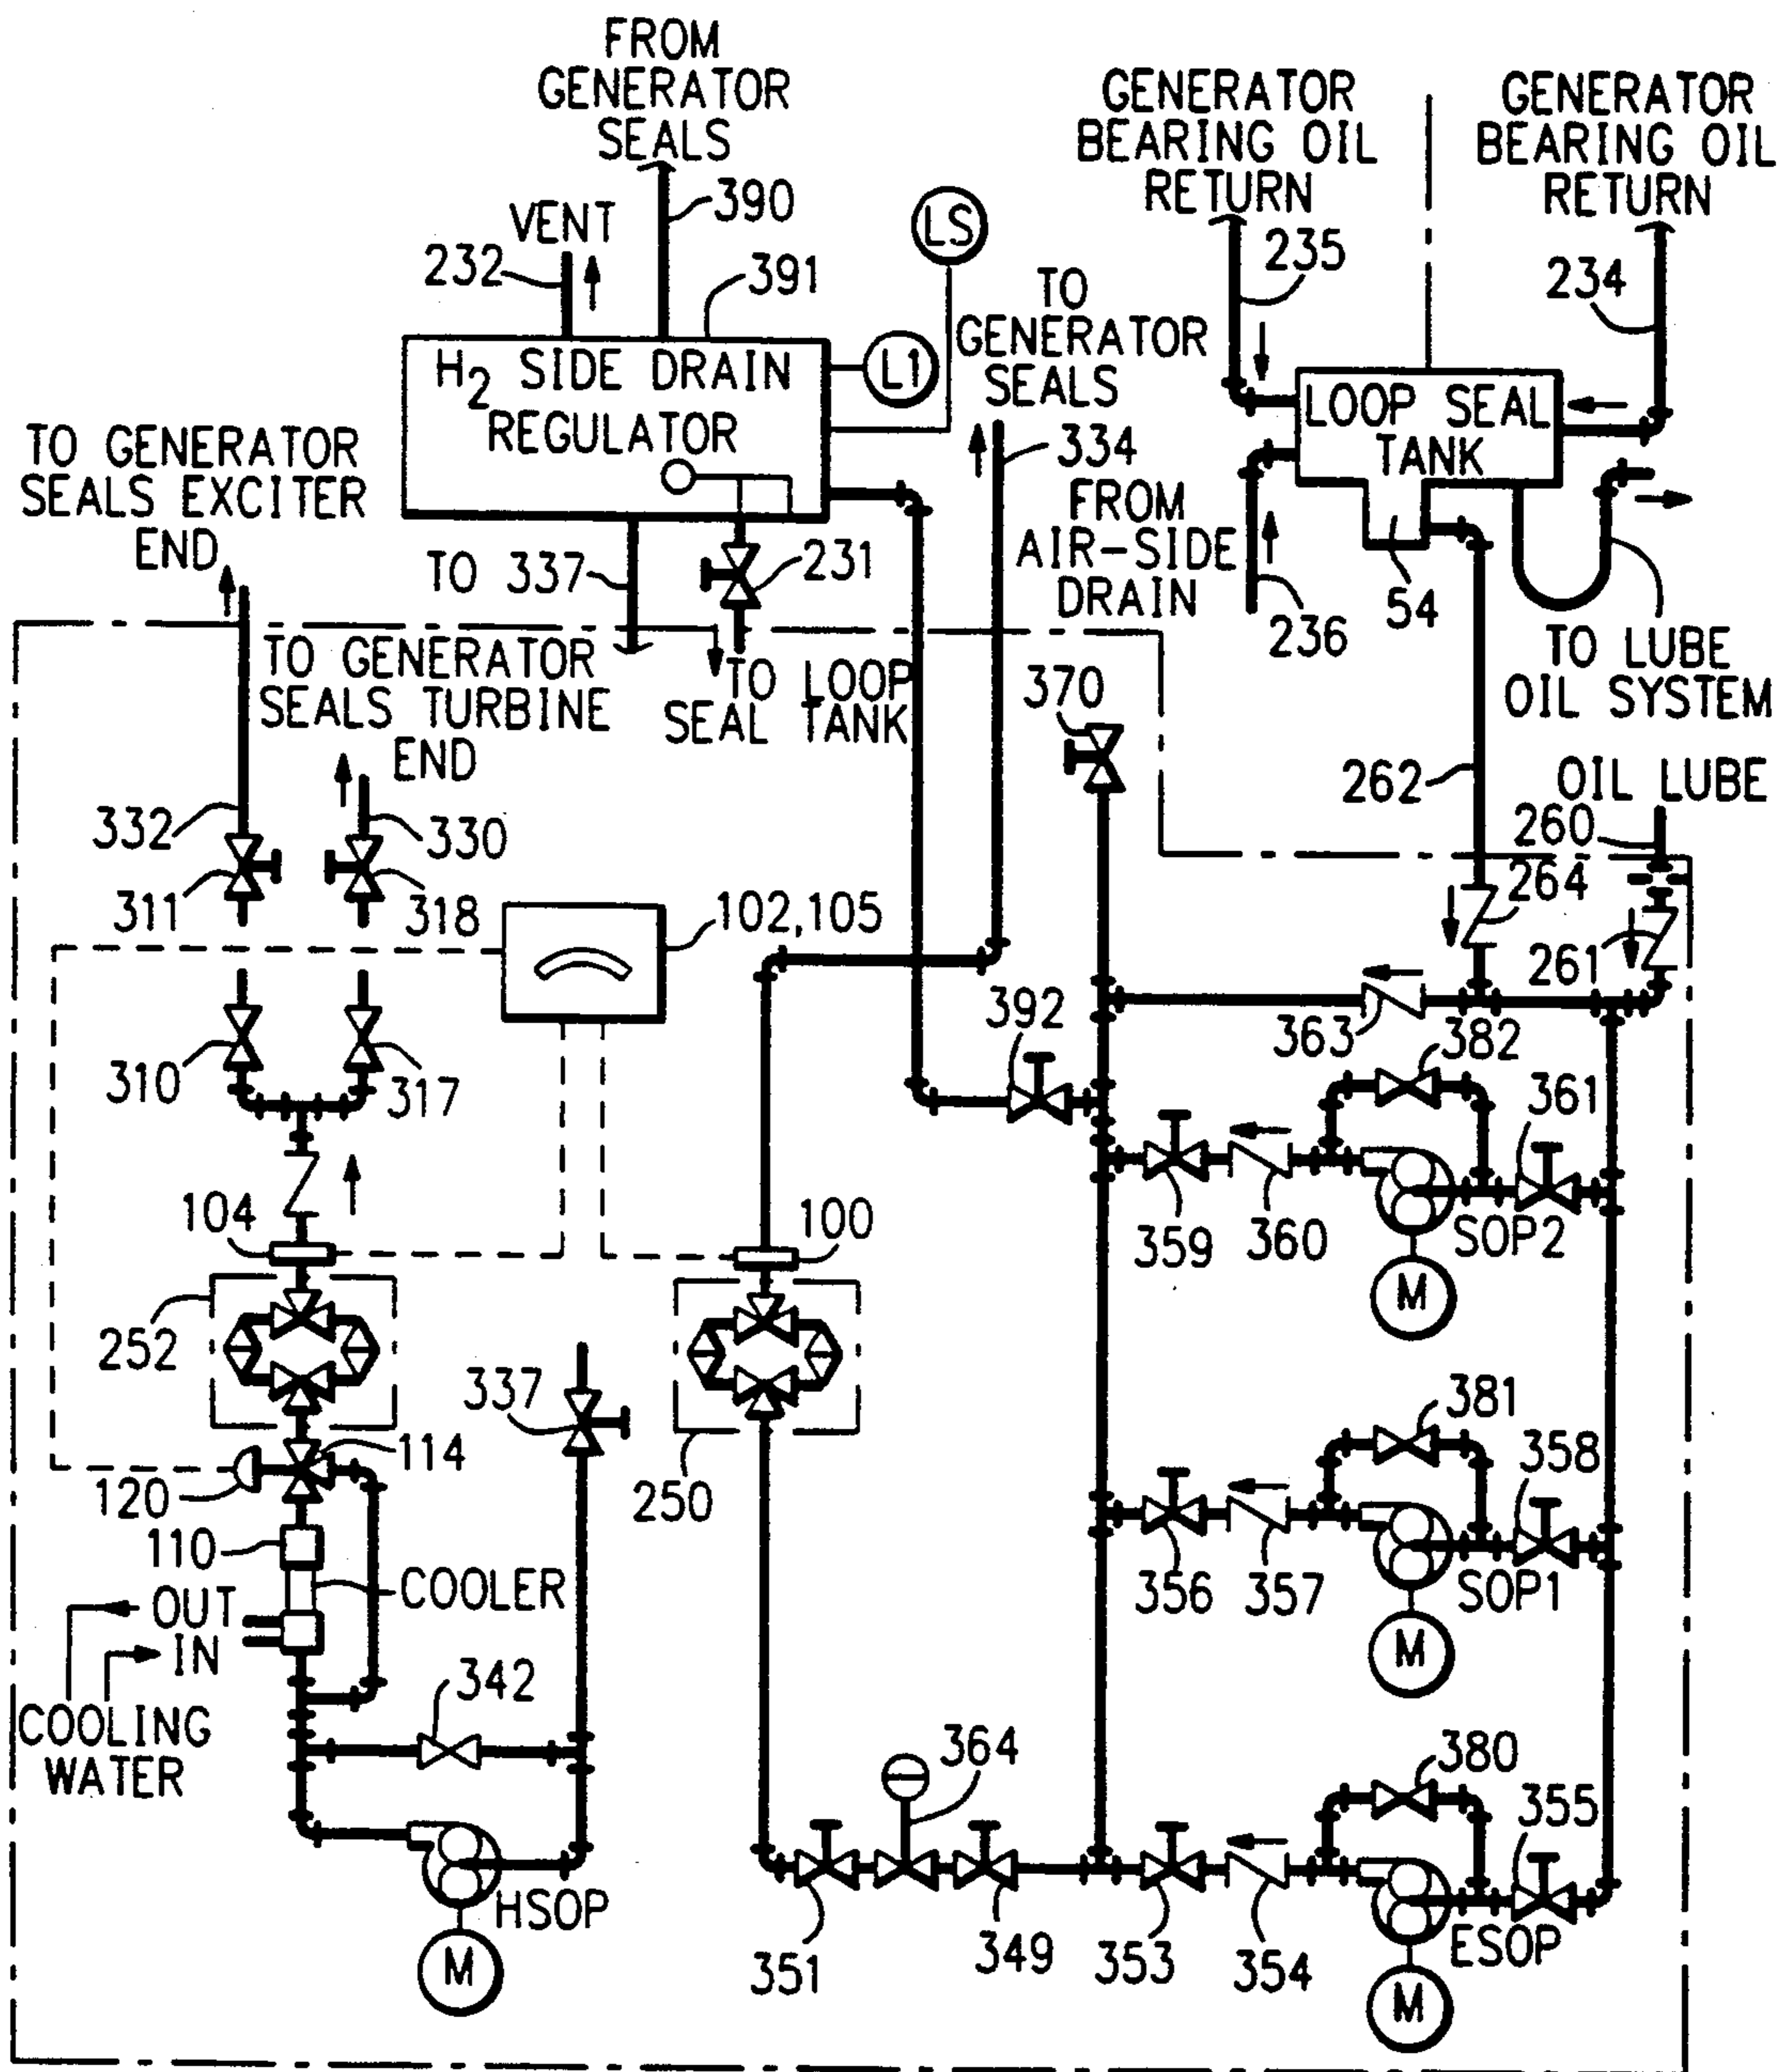 FROM
GENERATOR
SEALS
GENERATOR
BEARING OIL
RETURN
GENERATOR
BEARING OIL
RETURN
390
VENT
232
LS
235
234
391
TO
GENERATOR
SEALS
H2 SIDE DRAIN
REGULATOR
L1
LOOP SEAL
TANK
TO GENERATOR
SEALS EXCITER
END
334
FROM
AIR-SIDE
DRAIN
TO 337
231
54
236
TO LUBE
OIL SYSTEM
TO GENERATOR
SEALS TURBINE
END
TO LOOP
SEAL TANK
370
262
OIL LUBE
260
332
330
311
318
264
102,105
261
392
363
382
310
317
361
104
100
359
360
SOP2
M
252
337
381
114
358
120
250
110
356
357
SOP1
COOLER
OUT
IN
M
342
COOLING
WATER
364
380
355
HSOP
351
349
353
354
ESOP
M
M